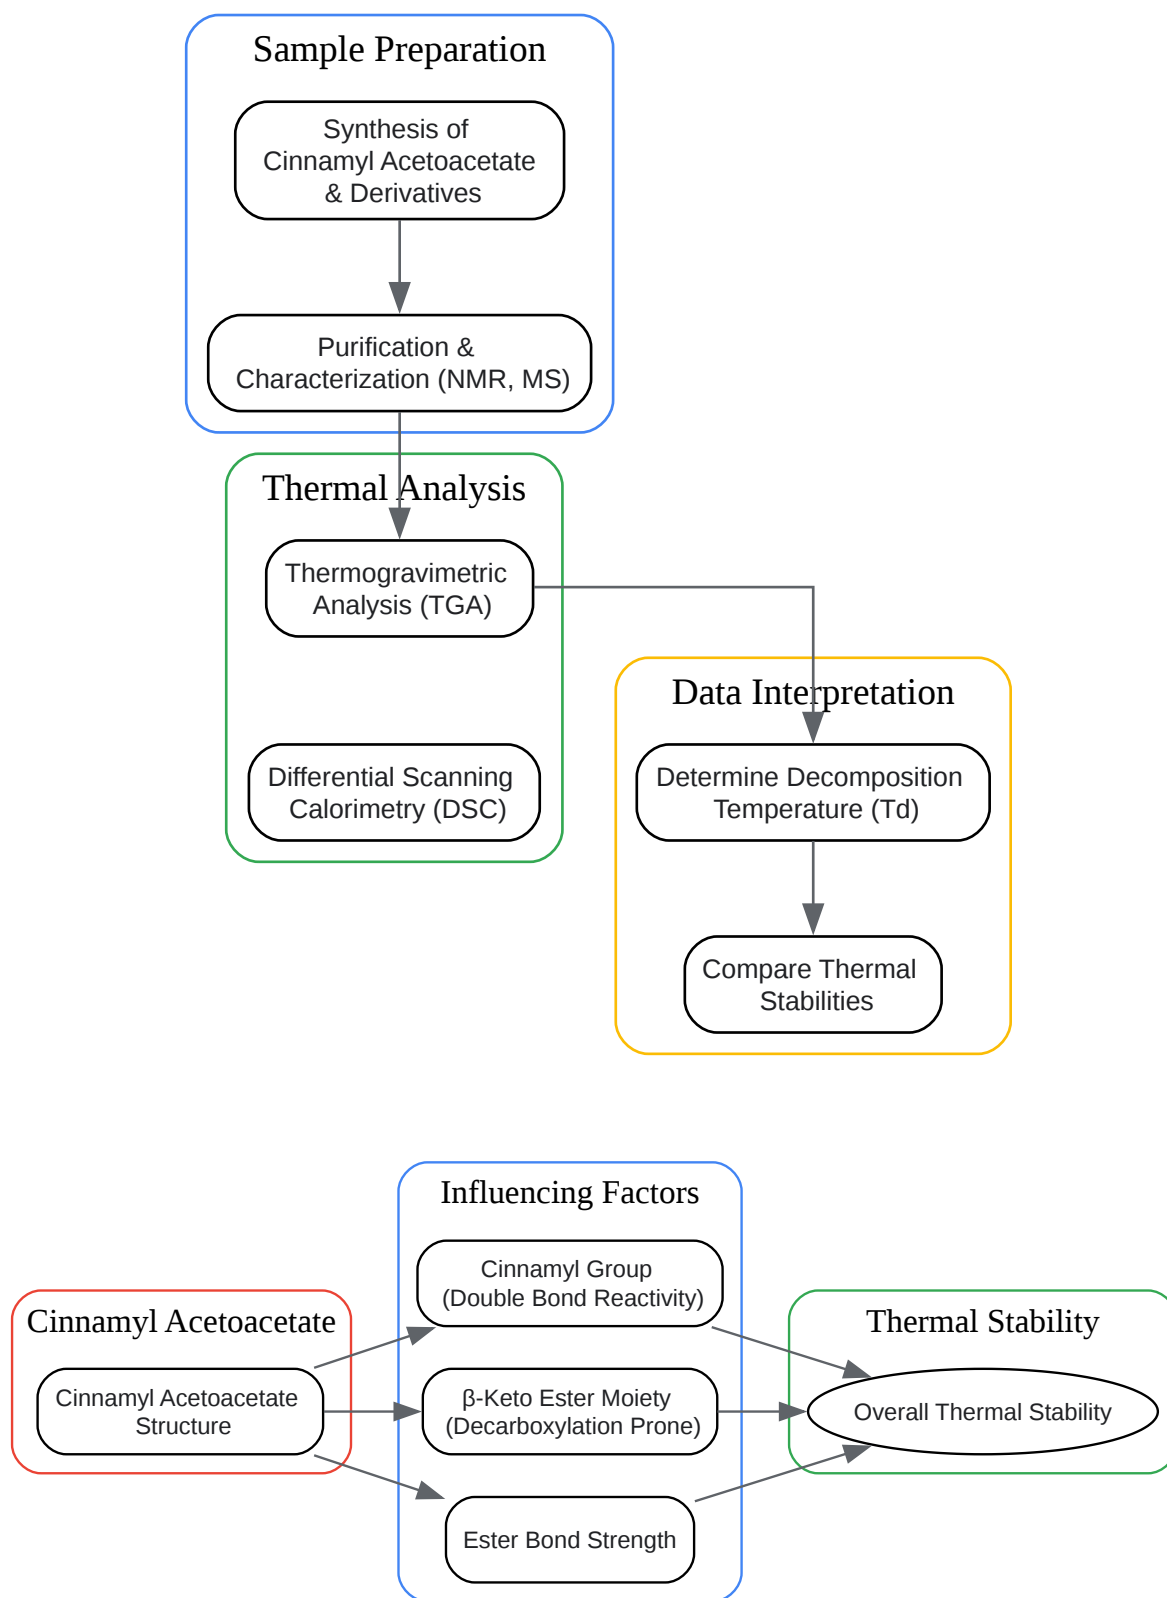 Sample Preparation
Synthesis of
Cinnamyl Acetoacetate
& Derivatives
Purification &
Characterization (NMR, MS)
Thermal Analysis
Thermogravimetric
Analysis (TGA)
Differential Scanning
Calorimetry (DSC)
Data Interpretation
Determine Decomposition
Temperature (Td)
Compare Thermal
Stabilities
Cinnamyl Acetoacetate
Cinnamyl Acetoacetate
Structure
Influencing Factors
Cinnamyl Group
(Double Bond Reactivity)
β-Keto Ester Moiety
(Decarboxylation Prone)
Ester Bond Strength
Thermal Stability
Overall Thermal Stability